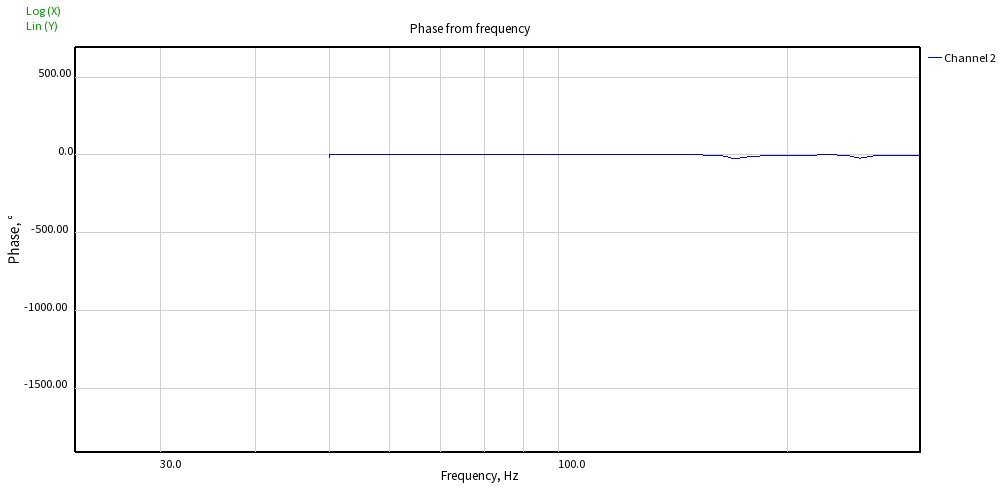 Log (X)
Lin (Y)
Phase from frequency
Channel 2
500.00
0.0
-500.00
-1000.00
-1500.00
Phase, °
30.0
100.0
Frequency, Hz